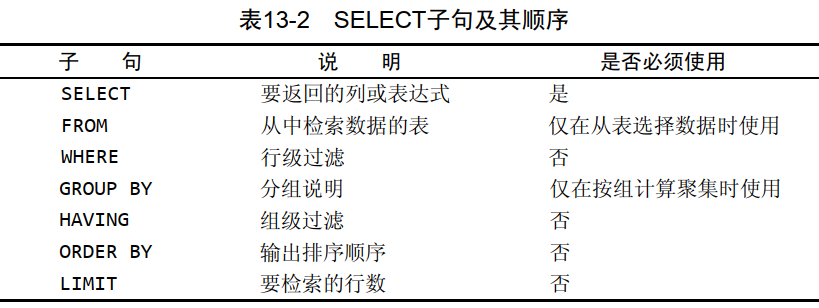 表13-2 SELECT子句及其顺序
子 句 说 明 是否必须使用
SELECT 要返回的列或表达式 是
FROM 从中检索数据的表 仅在从表选择数据时使用
WHERE 行级过滤 否
GROUP BY 分组说明 仅在按组计算聚集时使用
HAVING 组级过滤 否
ORDER BY 输出排序顺序 否
LIMIT 要检索的行数 否